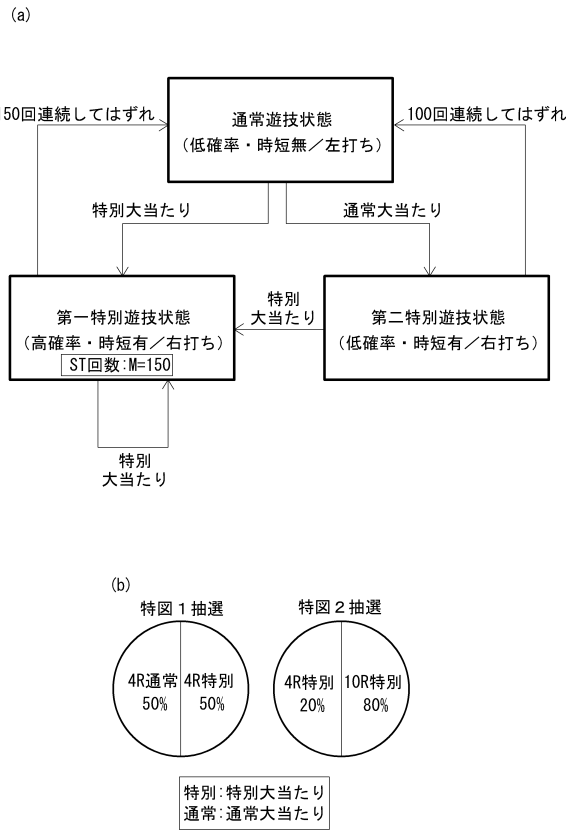 (a)
150回連続してはずれ
通常遊技状態
(低確率・時短無／左打ち)
100回連続してはずれ
特別大当たり
通常大当たり
第一特別遊技状態
(高確率・時短有／右打ち)
ST回数:M=150
特別
大当たり
第二特別遊技状態
(低確率・時短有／右打ち)
特別
大当たり
(b)
特図１抽選
特図２抽選
4R通常
50%
4R特別
50%
4R特別
20%
10R特別
80%
特別:特別大当たり
通常:通常大当たり